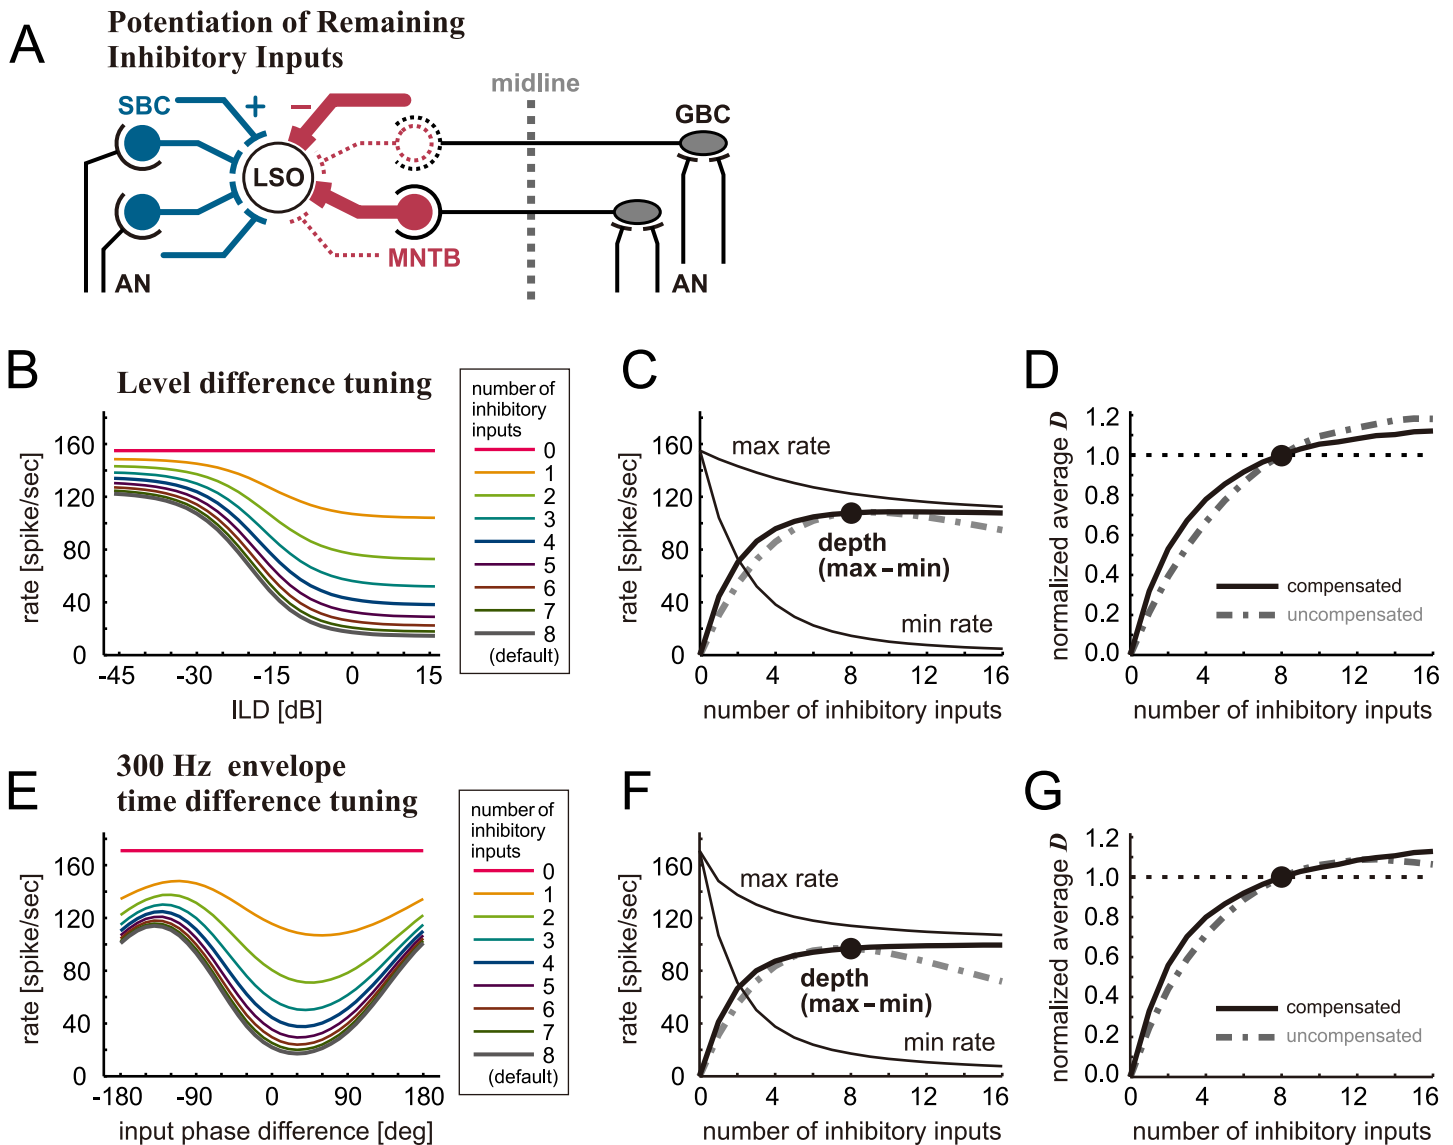 A
Potentiation of Remaining
Inhibitory Inputs
SBC
+
−
midline
GBC
LSO
MNTB
AN
AN
B
Level difference tuning
rate [spike/sec]
160
120
80
40
0
-45
-30
-15
0
15
ILD [dB]
number of
inhibitory
inputs
0
1
2
3
4
5
6
7
8
(default)
C
rate [spike/sec]
160
120
80
40
0
max rate
depth
(max−min)
min rate
0
4
8
12
16
number of inhibitory inputs
D
normalized average D
1.2
1.0
0.8
0.6
0.4
0.2
0.0
compensated
uncompensated
0
4
8
12
16
number of inhibitory inputs
E
300 Hz envelope
time difference tuning
rate [spike/sec]
160
120
80
40
0
-180
-90
0
90
180
input phase difference [deg]
number of
inhibitory
inputs
0
1
2
3
4
5
6
7
8
(default)
F
rate [spike/sec]
160
120
80
40
0
max rate
depth
(max−min)
min rate
0
4
8
12
16
number of inhibitory inputs
G
normalized average D
1.2
1.0
0.8
0.6
0.4
0.2
0.0
compensated
uncompensated
0
4
8
12
16
number of inhibitory inputs